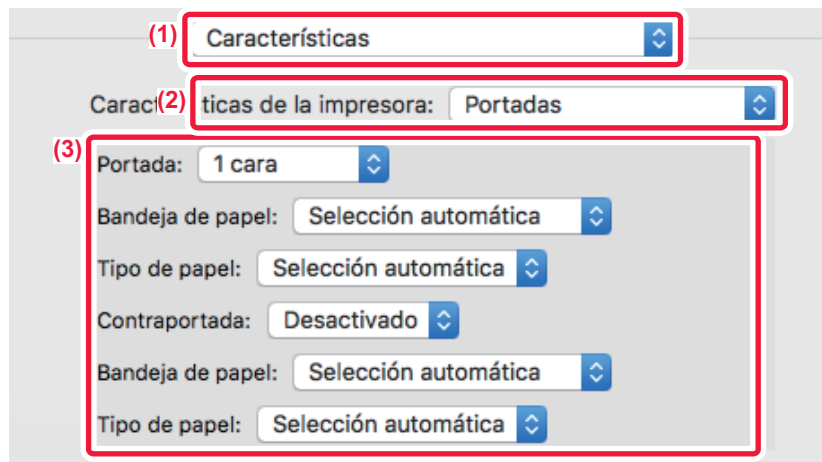 (1) Características
Caract(2) ticas de la impresora: Portadas
(3)
Portada: 1 cara
Bandeja de papel: Selección automática
Tipo de papel: Selección automática
Contraportada: Desactivado
Bandeja de papel: Selección automática
Tipo de papel: Selección automática